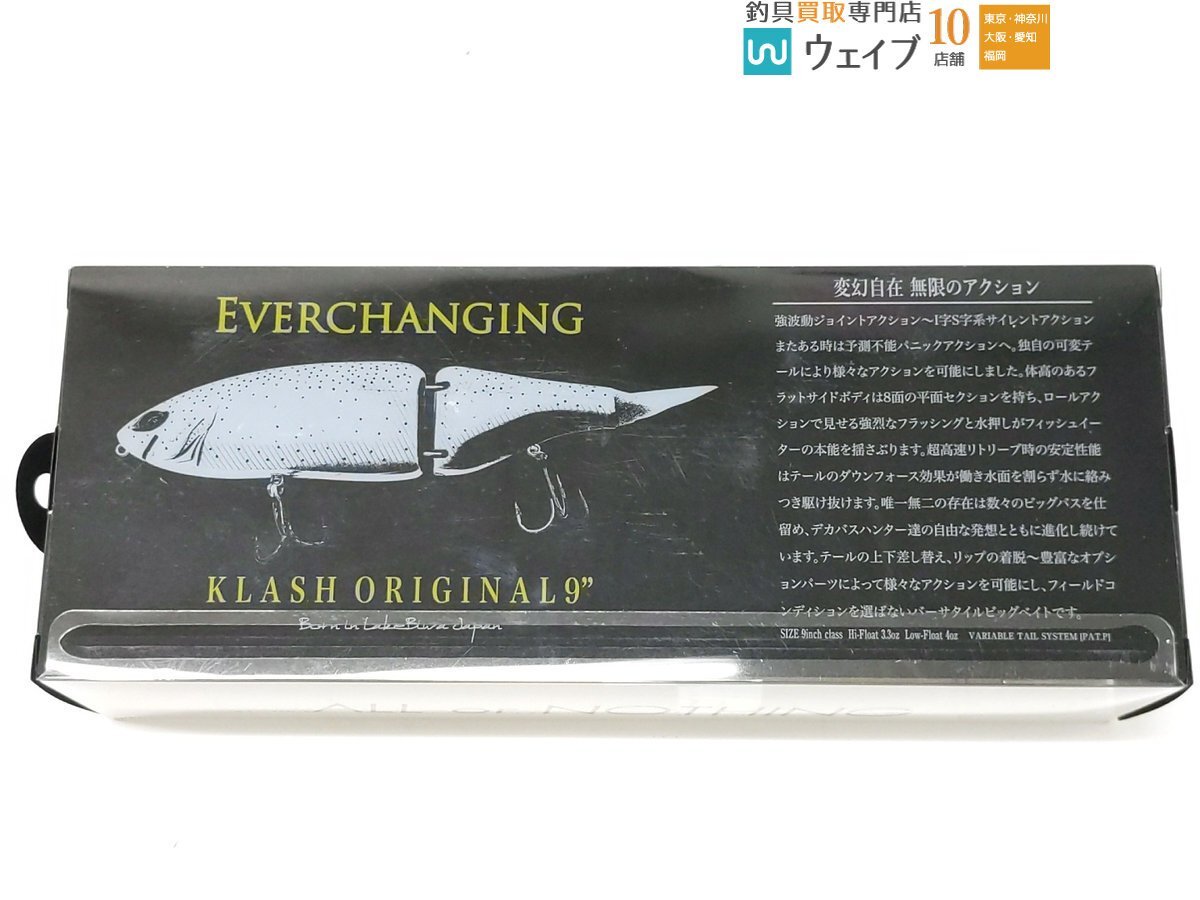 釣具買取専門店
ウェイブ
10
店舗
東京・神奈川
大阪・愛知
福岡
EVERCHANGING
KLASH ORIGINAL 9”
Born in Lake Biwa Japan
変幻自在 無限のアクション
強波動ジョイントアクション〜I字S字系サイレントアクション
またある時は予測不能パニックアクションへ。独自の可変テ
ールにより様々なアクションを可能にしました。体高のあるフ
ラットサイドボディは8面の平面セクションを持ち、ロールアク
ションで見せる強烈なフラッシングと水押しがフィッシュイー
ターの本能を揺さぶります。超高速リトリーブ時の安定性能
はテールのダウンフォース効果が働き水面を割らず水に絡み
つき駆け抜けます。唯一無二の存在は数々のビッグバスを仕
留め、デカバスハンター達の自由な発想とともに進化し続けて
います。テールの上下差し替え、リップの着脱〜豊富なオプシ
ョンパーツによって様々なアクションを可能にし、フィールドコ
ンディションを選ばないバーサタイルビッグベイトです。
SIZE 9inch class Hi-Float 3.3oz Low-Float 4oz VARIABLE TAIL SYSTEM [PAT.P]
ALL or NOTHING